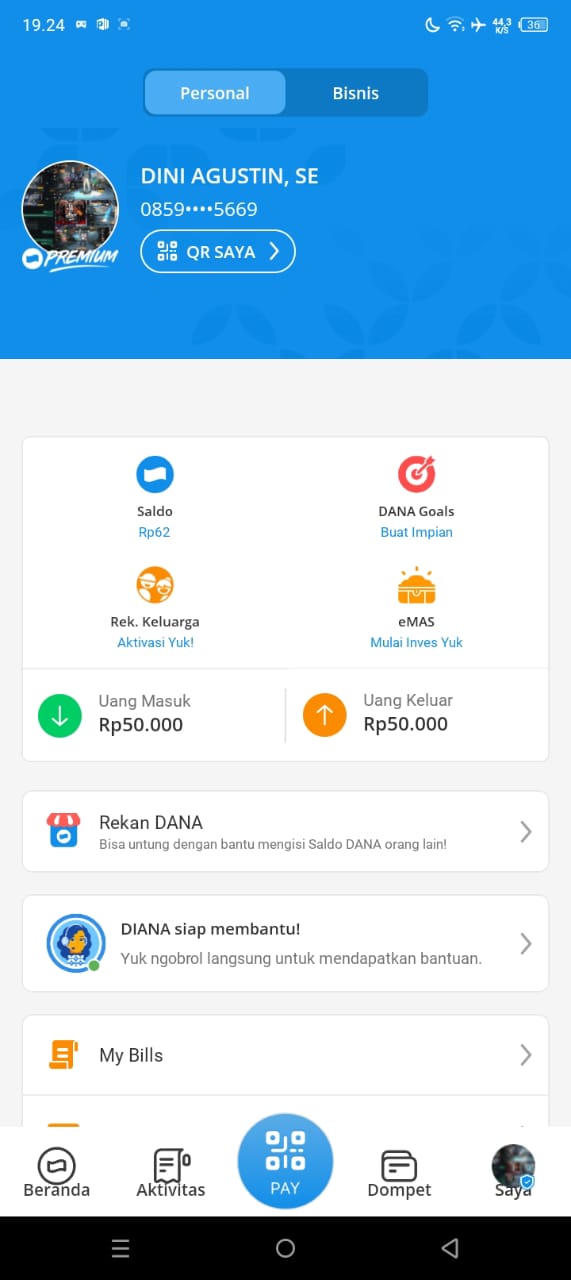 19.24
44,3
K/S
36
Personal
Bisnis
DINI AGUSTIN, SE
0859••••5669
PREMIUM
QR SAYA
Saldo
Rp62
DANA Goals
Buat Impian
Rek. Keluarga
Aktivasi Yuk!
eMAS
Mulai Inves Yuk
Uang Masuk
Rp50.000
Uang Keluar
Rp50.000
Rekan DANA
Bisa untung dengan bantu mengisi Saldo DANA orang lain!
DIANA siap membantu!
Yuk ngobrol langsung untuk mendapatkan bantuan.
My Bills
Beranda
Aktivitas
PAY
Dompet
Saya